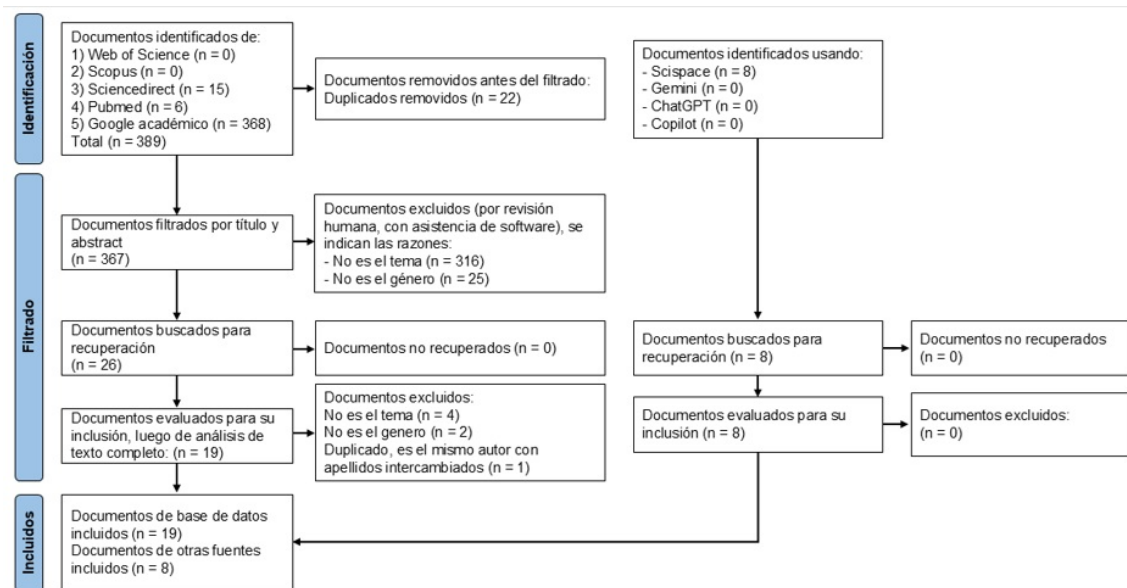 Identificación
Documentos identificados de:
1) Web of Science (n = 0)
2) Scopus (n = 0)
3) Sciencedirect (n = 15)
4) Pubmed (n = 6)
5) Google académico (n = 368)
Total (n = 389)
Documentos removidos antes del filtrado:
Duplicados removidos (n = 22)
Documentos identificados usando:
- Scispace (n = 8)
- Gemini (n = 0)
- ChatGPT (n = 0)
- Copilot (n = 0)
Filtrado
Documentos filtrados por título y
abstract
(n = 367)
Documentos excluidos (por revisión
humana, con asistencia de software), se
indican las razones:
- No es el tema (n = 316)
- No es el género (n = 25)
Documentos buscados para
recuperación
(n = 26)
Documentos no recuperados (n = 0)
Documentos buscados para
recuperación (n = 8)
Documentos no recuperados
(n = 0)
Documentos evaluados para su
inclusión, luego de análisis de
texto completo: (n = 19)
Documentos excluidos:
No es el tema (n = 4)
No es el genero (n = 2)
Duplicado, es el mismo autor con
apellidos intercambiados (n = 1)
Documentos evaluados para su
inclusión (n = 8)
Documentos excluidos:
(n = 0)
Incluidos
Documentos de base de datos
incluidos (n = 19)
Documentos de otras fuentes
incluidos (n = 8)